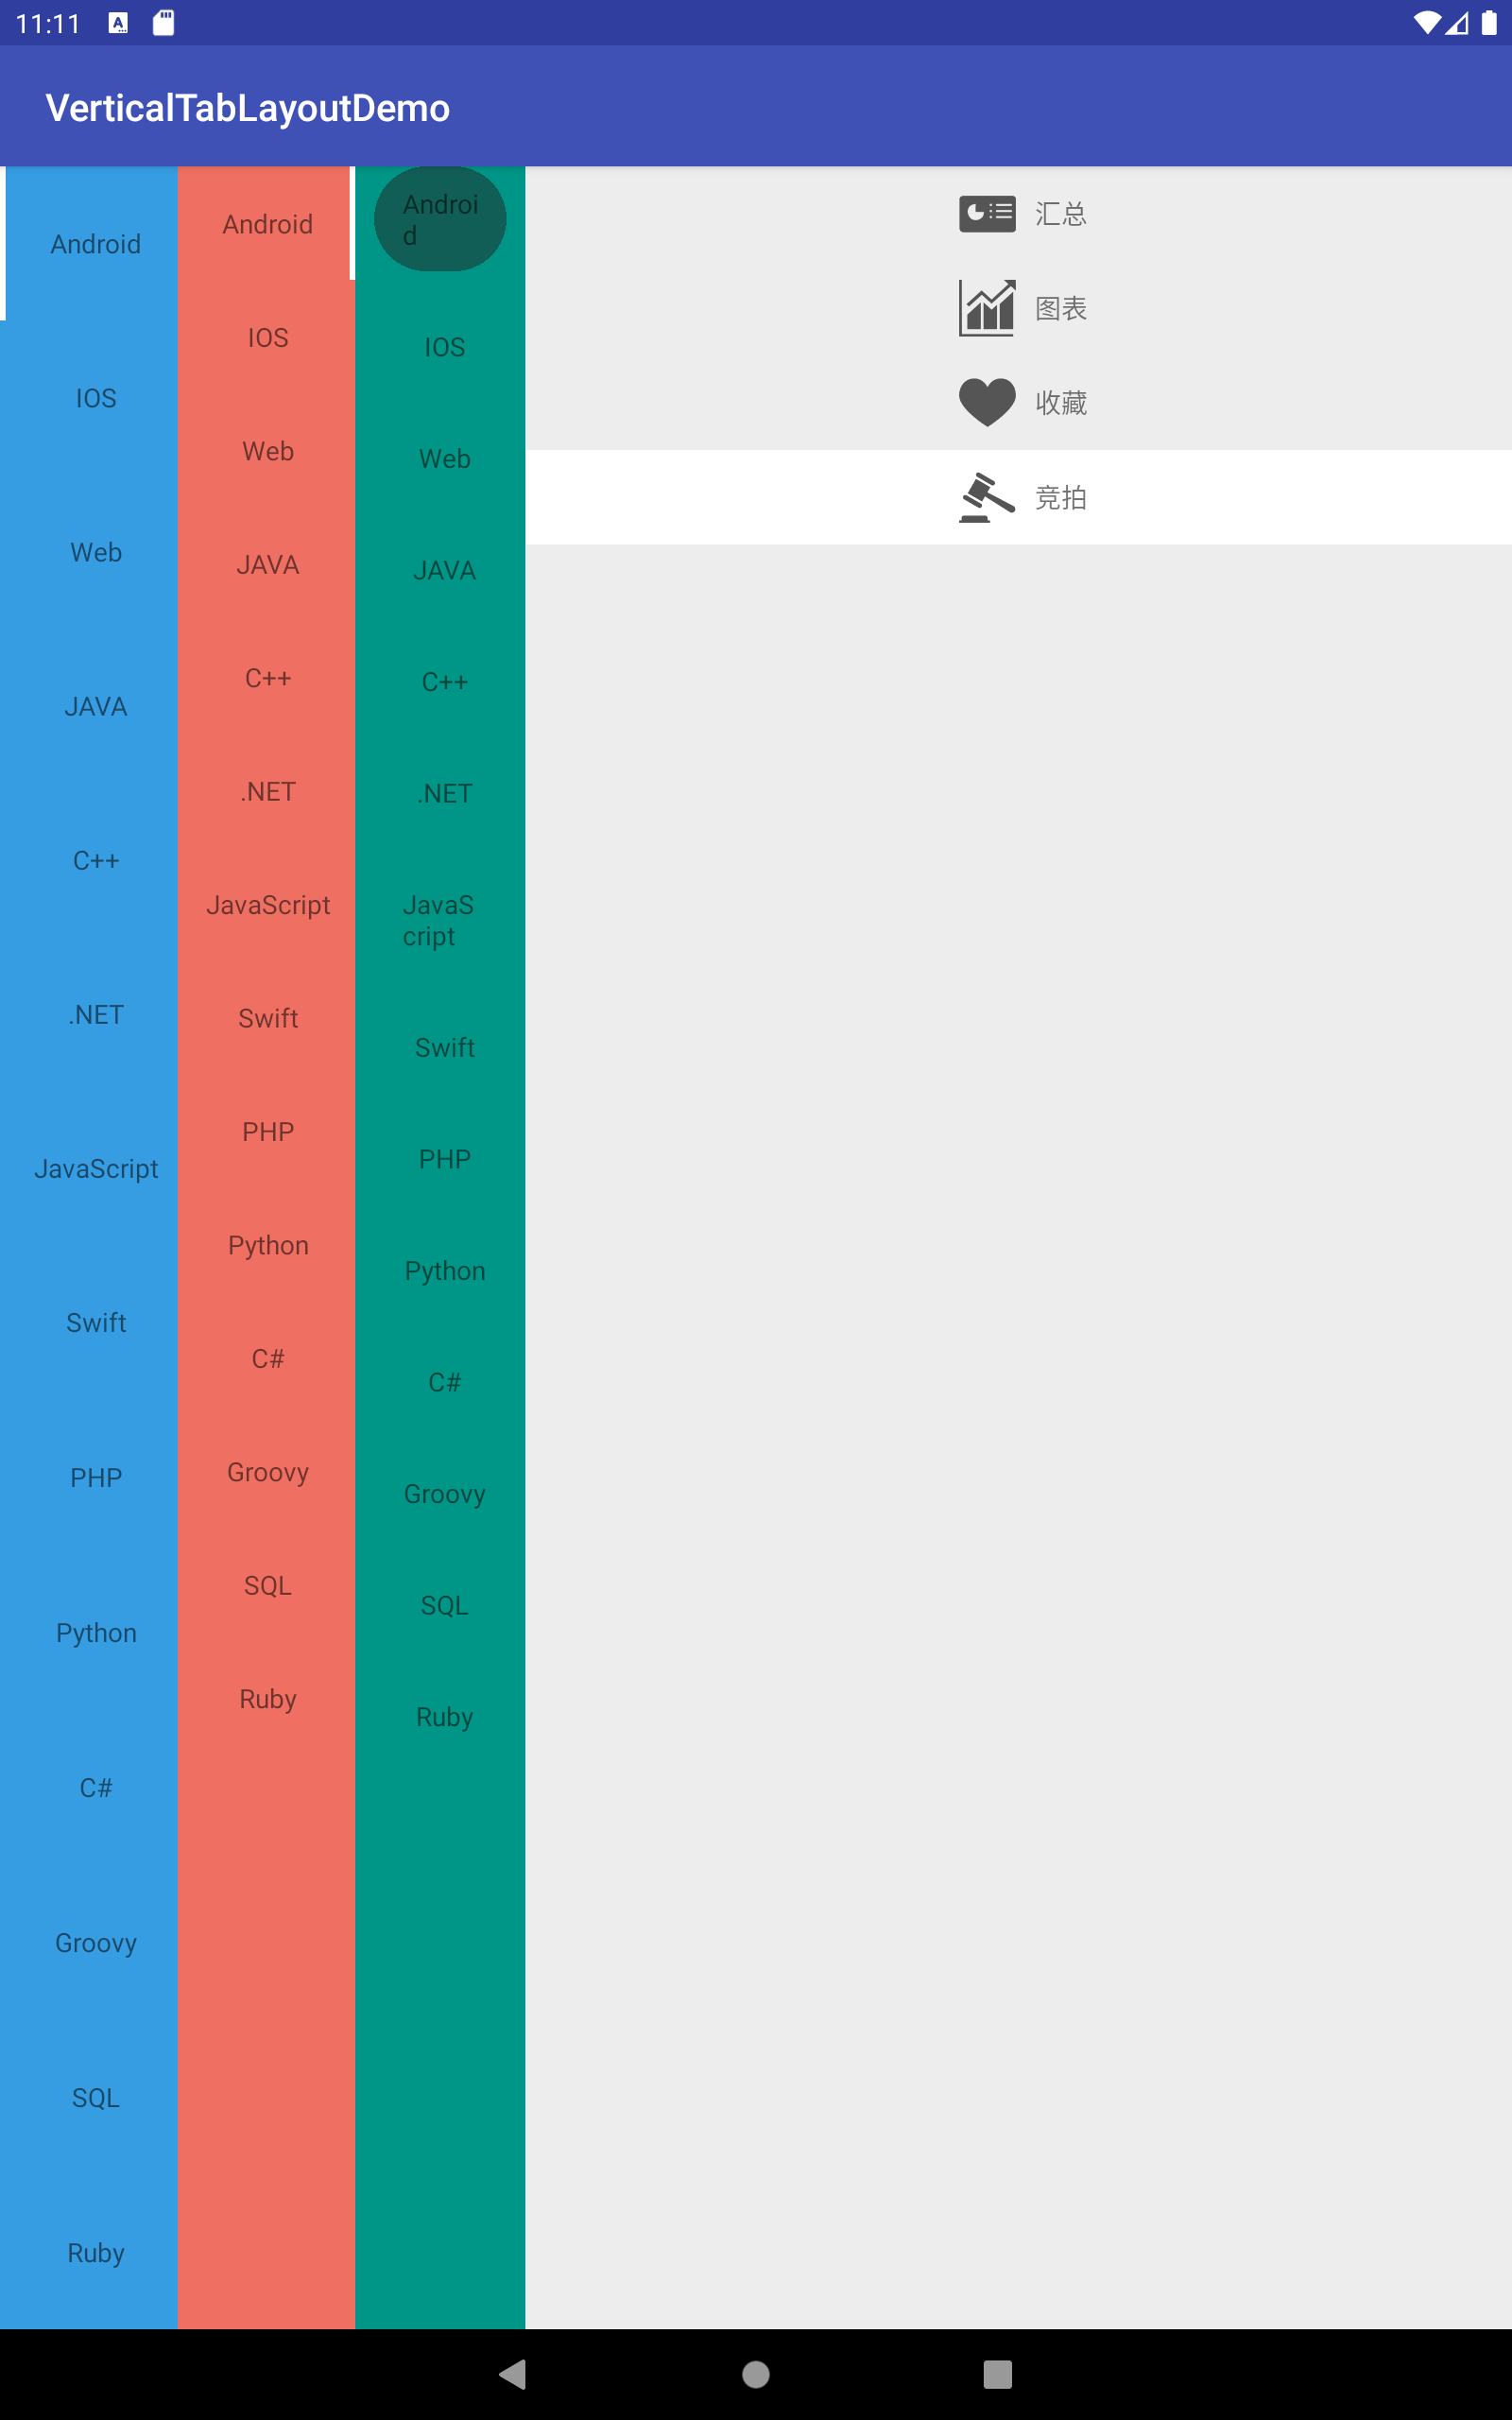 11:11
VerticalTabLayoutDemo
Android
IOS
Web
JAVA
C++
.NET
JavaScript
Swift
PHP
Python
C#
Groovy
SQL
Ruby
Android
IOS
Web
JAVA
C++
.NET
JavaScript
Swift
PHP
Python
C#
Groovy
SQL
Ruby
Androi
d
IOS
Web
JAVA
C++
.NET
JavaS
cript
Swift
PHP
Python
C#
Groovy
SQL
Ruby
汇总
图表
收藏
竞拍